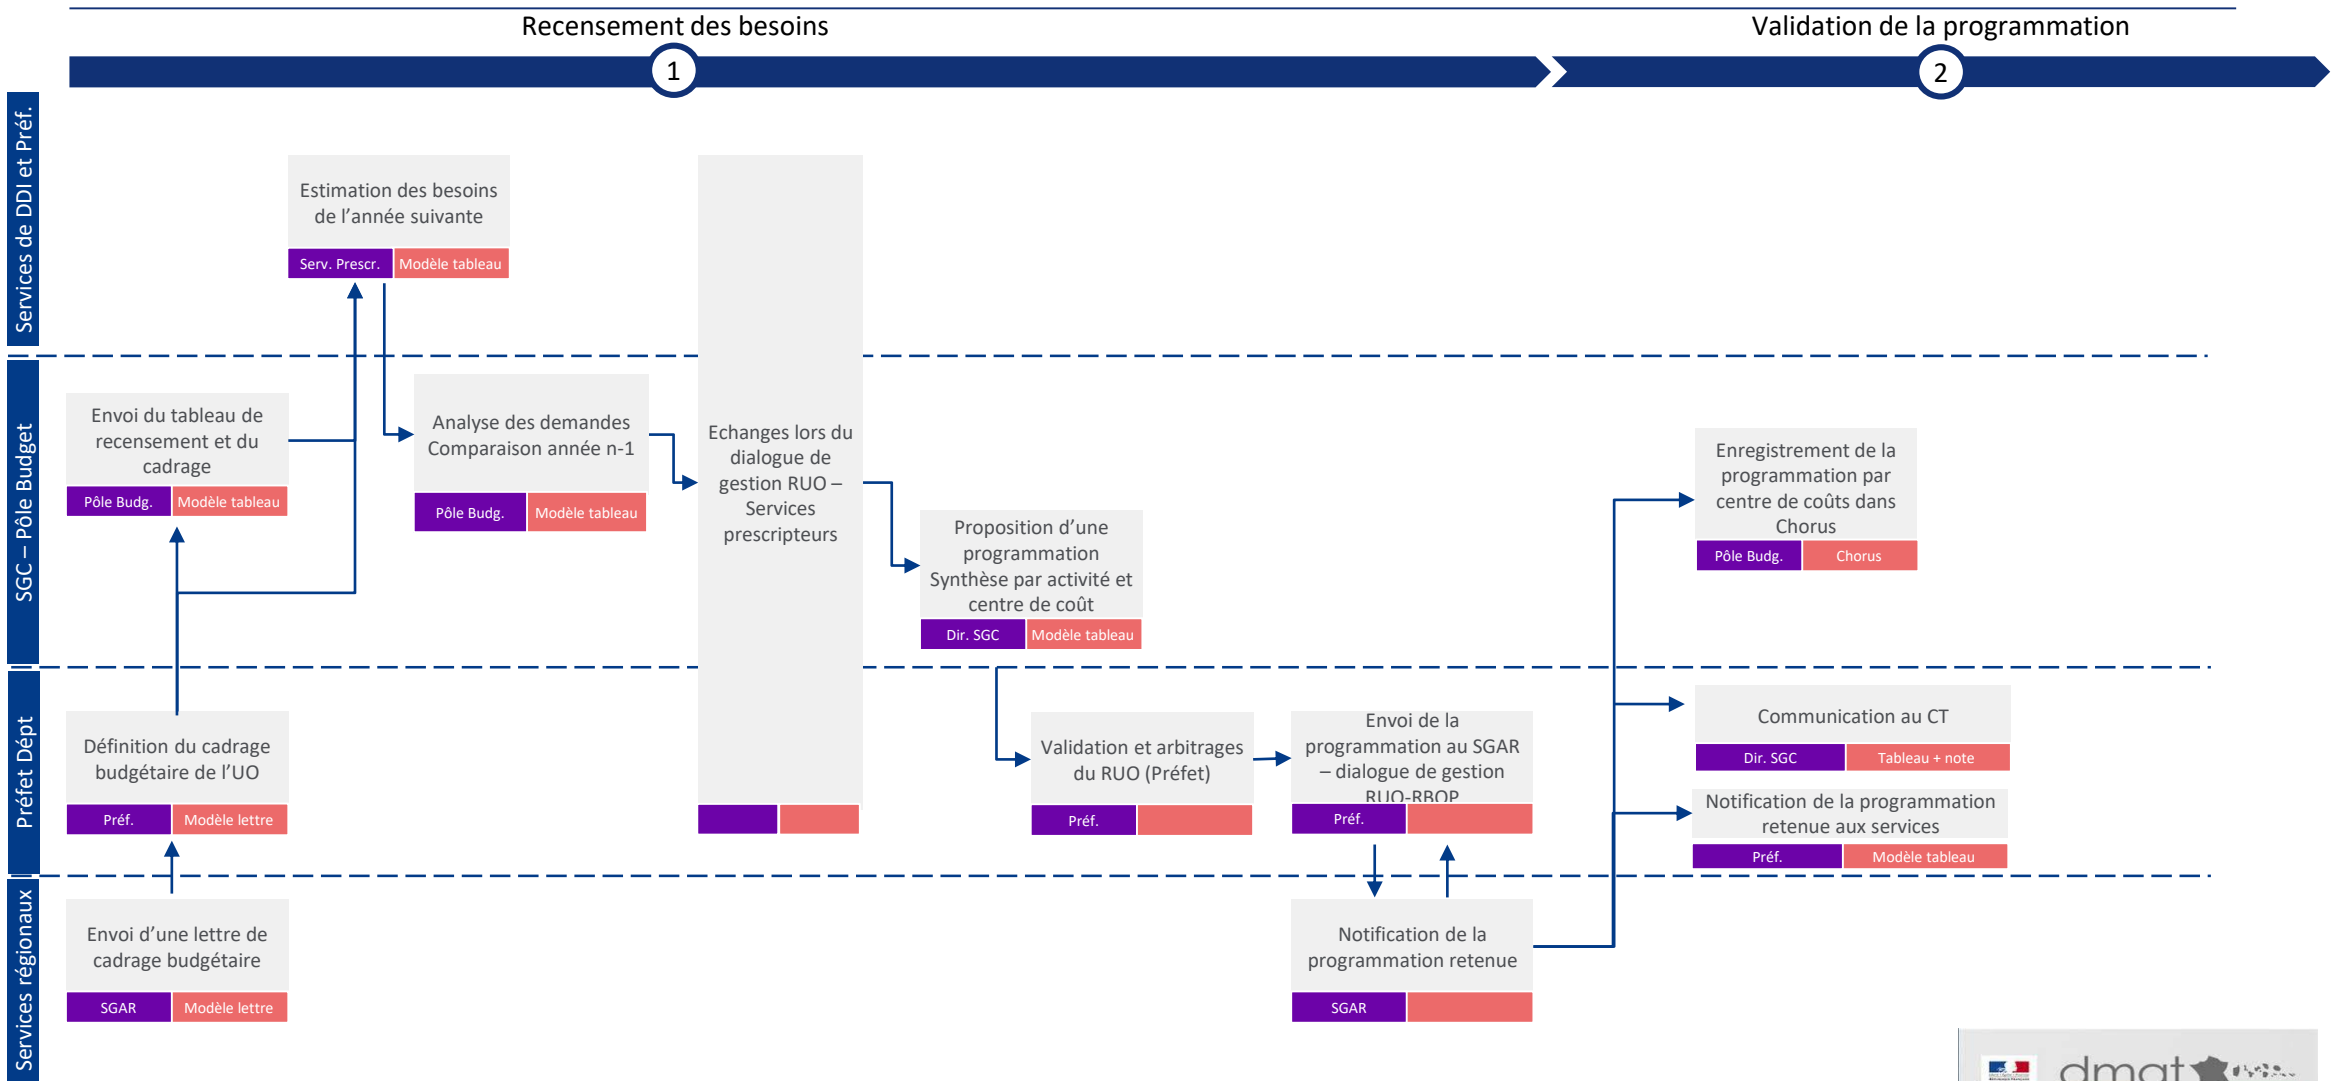 Recensement des besoins
Validation de la programmation
1
2
Services de DDI et Préf.
Estimation des besoins
de l'année suivante
Serv. Prescr.
Modèle tableau
SGC – Pôle Budget
Envoi du tableau de
recensement et du
cadrage
Pôle Budg.
Modèle tableau
Analyse des demandes
Comparaison année n-1
Pôle Budg.
Modèle tableau
Echanges lors du
dialogue de
gestion RUO –
Services
prescripteurs
Proposition d'une
programmation
Synthèse par activité et
centre de coût
Dir. SGC
Modèle tableau
Enregistrement de la
programmation par
centre de coûts dans
Chorus
Pôle Budg.
Chorus
Préfet Dépt
Définition du cadrage
budgétaire de l'UO
Préf.
Modèle lettre
Validation et arbitrages
du RUO (Préfet)
Préf.
Envoi de la
programmation au SGAR
– dialogue de gestion
RUO-RBOP
Préf.
Communication au CT
Dir. SGC
Tableau + note
Notification de la programmation
retenue aux services
Préf.
Modèle tableau
Services régionaux
Envoi d'une lettre de
cadrage budgétaire
SGAR
Modèle lettre
Notification de la
programmation retenue
SGAR
dmat